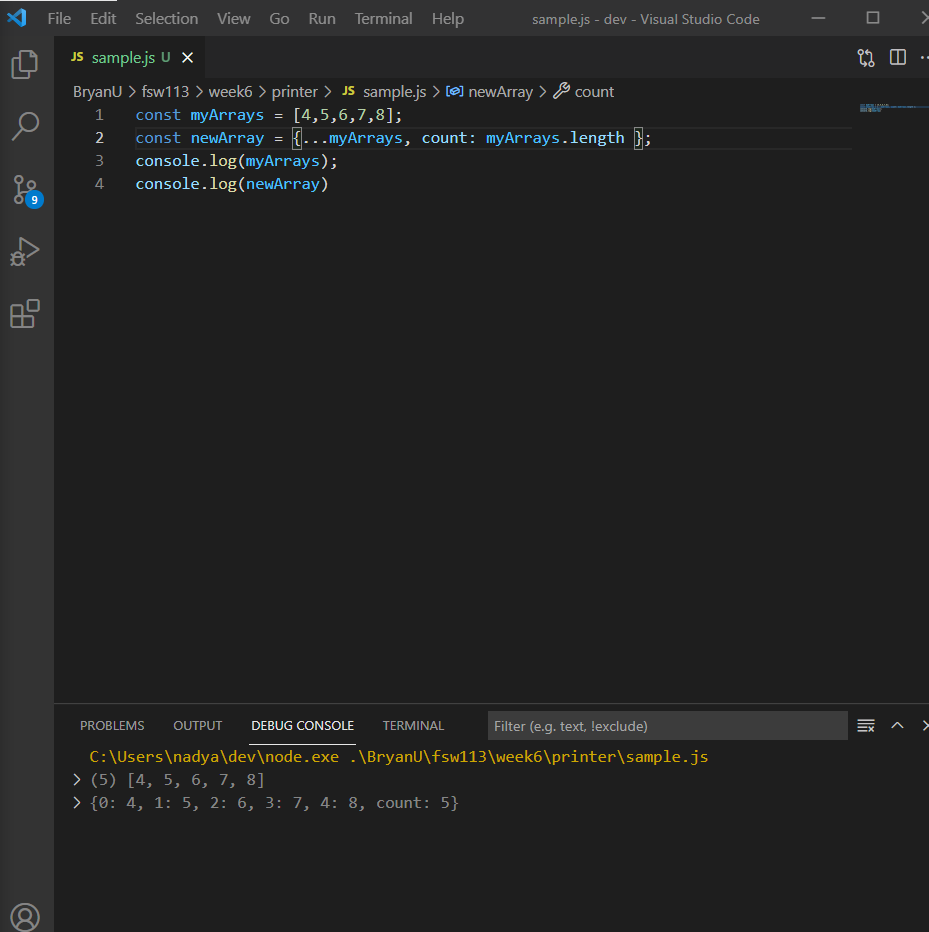 File Edit Selection View Go Run Terminal Help sample.js - dev - Visual Studio Code
JS sample.js U
BryanU > fsw113 > week6 > printer > JS sample.js > newArray > count
1 const myArrays = [4,5,6,7,8];
2 const newArray = {...myArrays, count: myArrays.length };
3 console.log(myArrays);
4 console.log(newArray)
9
PROBLEMS OUTPUT DEBUG CONSOLE TERMINAL Filter (e.g. text, !exclude)
C:\Users\nadya\dev\node.exe .\BryanU\fsw113\week6\printer\sample.js
> (5) [4, 5, 6, 7, 8]
> {0: 4, 1: 5, 2: 6, 3: 7, 4: 8, count: 5}